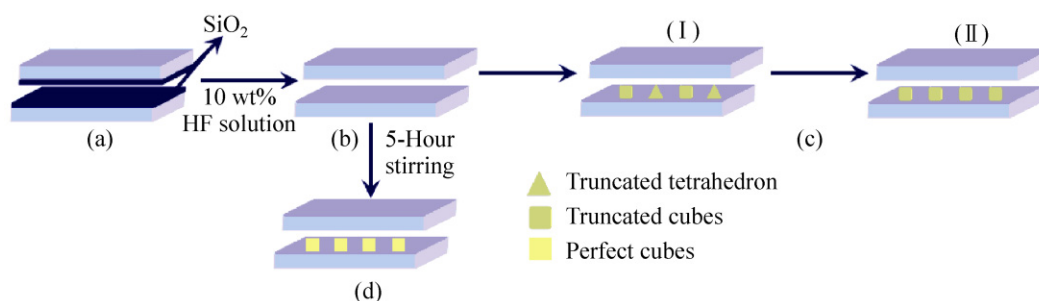 SiO₂
10 wt%
HF solution
(a)
(b)
5-Hour
stirring
(d)
(Ⅰ)
(Ⅱ)
(c)
Truncated tetrahedron
Truncated cubes
Perfect cubes